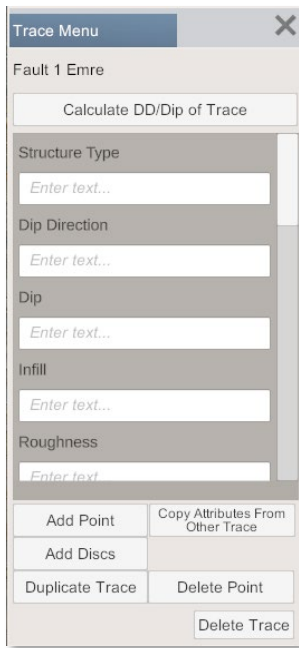 Trace Menu
Fault 1 Emre
Calculate DD/Dip of Trace
Structure Type
Enter text...
Dip Direction
Enter text...
Dip
Enter text...
Infill
Enter text...
Roughness
Enter text
Add Point
Copy Attributes From
Other Trace
Add Discs
Duplicate Trace
Delete Point
Delete Trace